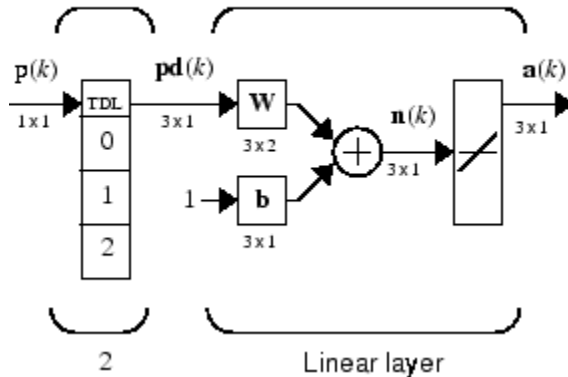 p(k)
pd(k)
a(k)
TDL
W
n(k)
1 x 1
3 x 1
3 x 1
0
3 x 2
3 x 1
1
1
b
2
3 x 1
2
Linear layer